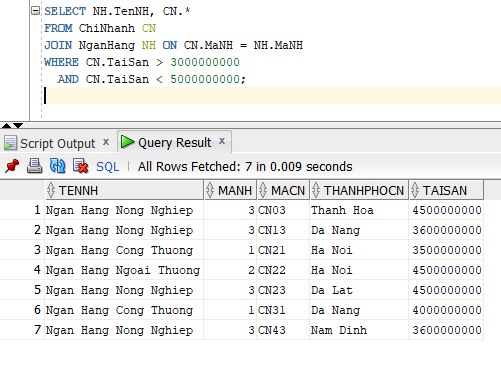 SELECT NH.TenNH, CN.*
FROM ChiNhanh CN
JOIN NganHang NH ON CN.MaNH = NH.MaNH
WHERE CN.TaiSan > 3000000000
AND CN.TaiSan < 5000000000;
Script Output x Query Result x
SQL | All Rows Fetched: 7 in 0.009 seconds
TENNH MANH MACN THANHPHOCN TAISAN
1 Ngan Hang Nong Nghiep 3 CN03 Thanh Hoa 4500000000
2 Ngan Hang Nong Nghiep 3 CN13 Da Nang 3600000000
3 Ngan Hang Cong Thuong 1 CN21 Ha Noi 3500000000
4 Ngan Hang Ngoai Thuong 2 CN22 Ha Noi 4500000000
5 Ngan Hang Nong Nghiep 3 CN23 Da Lat 4500000000
6 Ngan Hang Cong Thuong 1 CN31 Da Nang 4000000000
7 Ngan Hang Nong Nghiep 3 CN43 Nam Dinh 3600000000